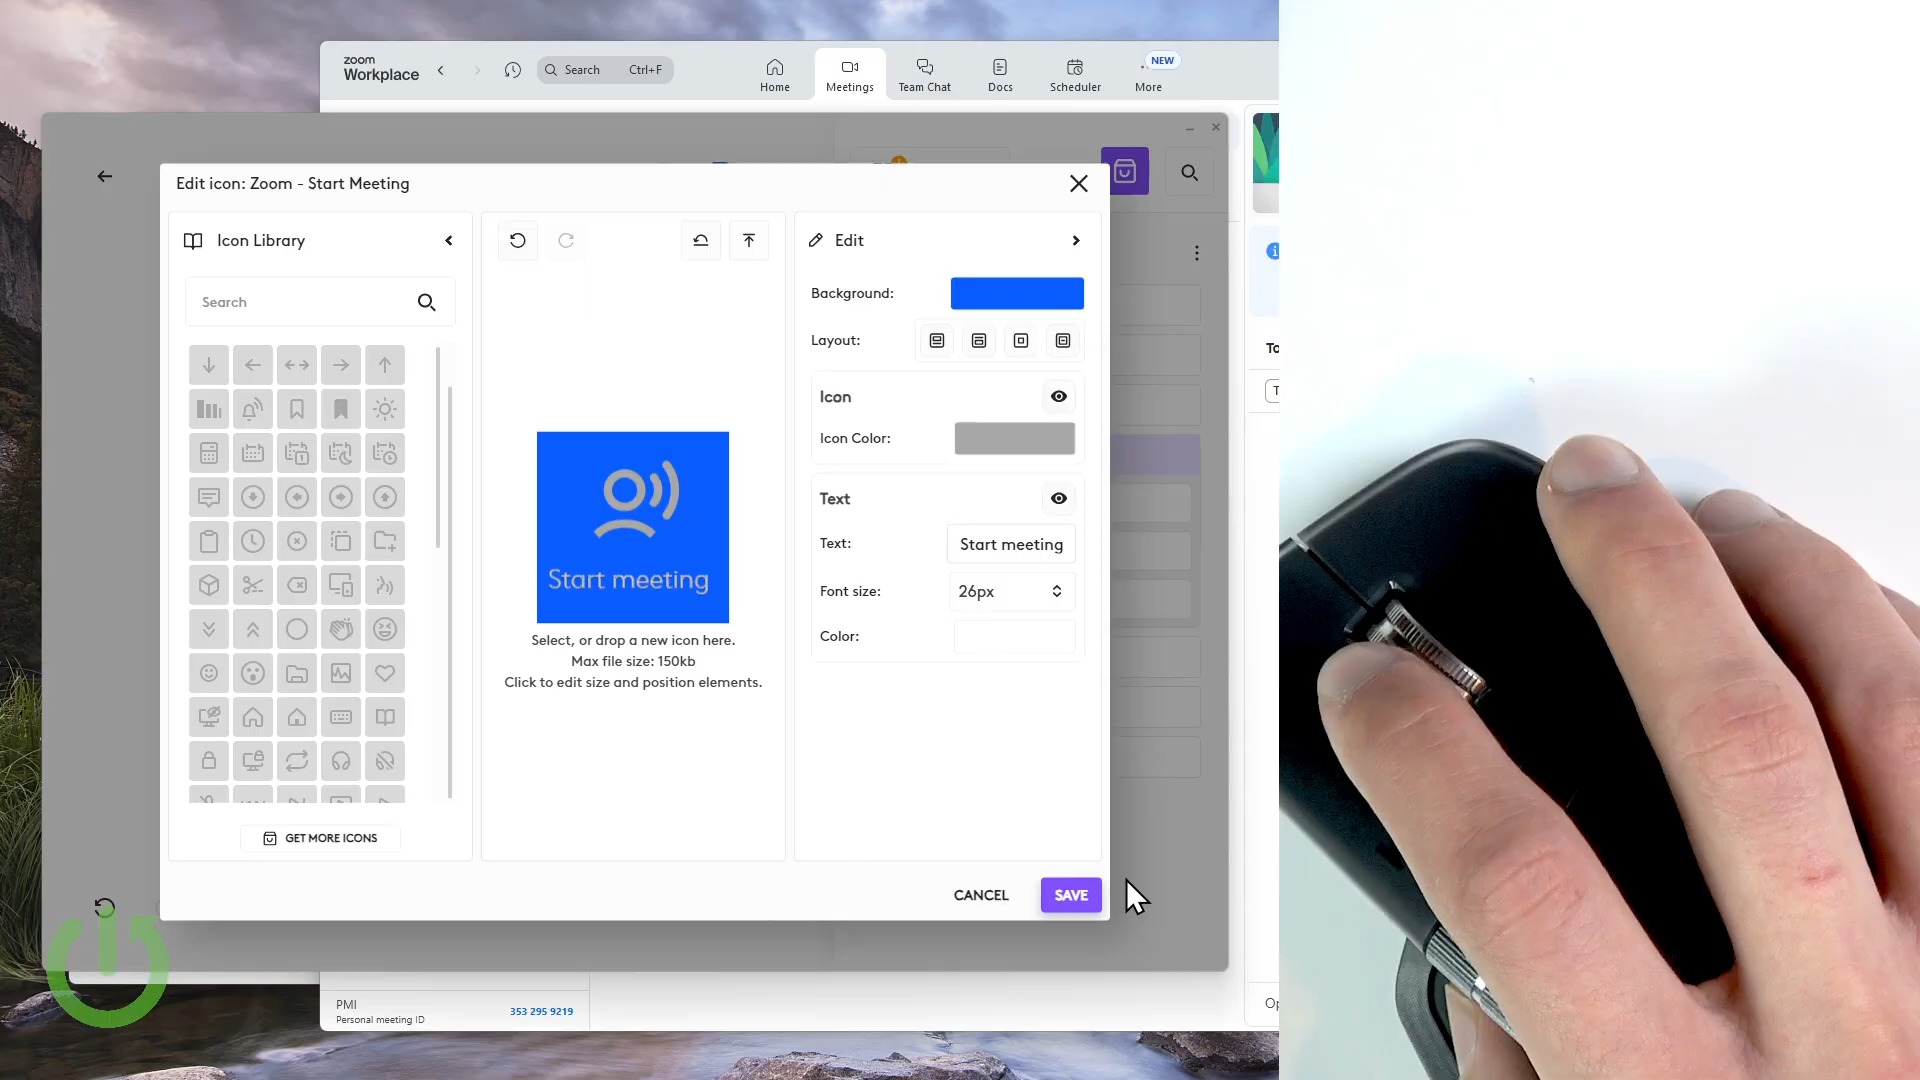 zoom
Workplace
Search
Ctrl+F
Home
Meetings
Team Chat
Docs
Scheduler
NEW
More
Edit icon: Zoom - Start Meeting
Icon Library
Search
GET MORE ICONS
Start meeting
Select, or drop a new icon here.
Max file size: 150kb
Click to edit size and position elements.
Edit
Background:
Layout:
Icon
Icon Color:
Text
Text:
Start meeting
Font size:
26px
Color:
CANCEL
SAVE
PMI
Personal meeting ID
353 295 9219